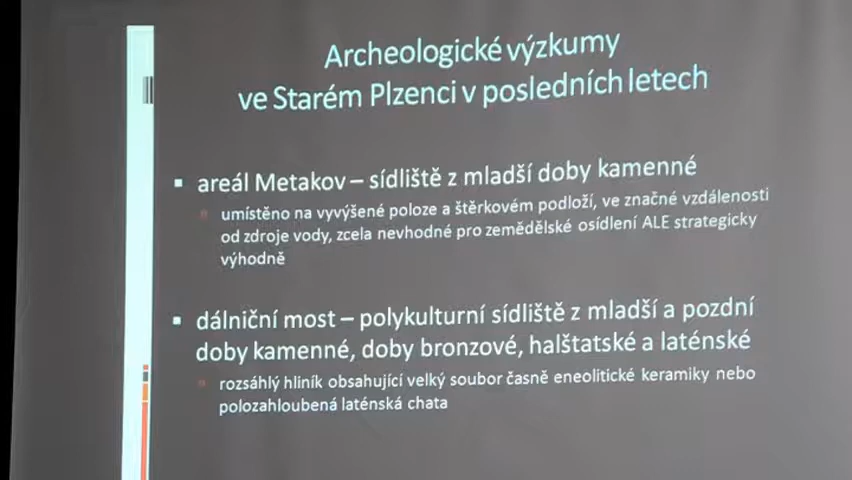 Archeologické výzkumy
ve Starém Plzenci v posledních letech
▪ areál Metakov – sídliště z mladší doby kamenné
▪ umístěno na vyvýšené poloze a štěrkovém podloží, ve značné vzdálenosti
od zdroje vody, zcela nevhodné pro zemědělské osídlení ALE strategicky
výhodně
▪ dálniční most – polykulturní sídliště z mladší a pozdní
doby kamenné, doby bronzové, halštatské a laténské
▪ rozsáhlý hliník obsahující velký soubor časně eneolitické keramiky nebo
polozahloubená laténská chata